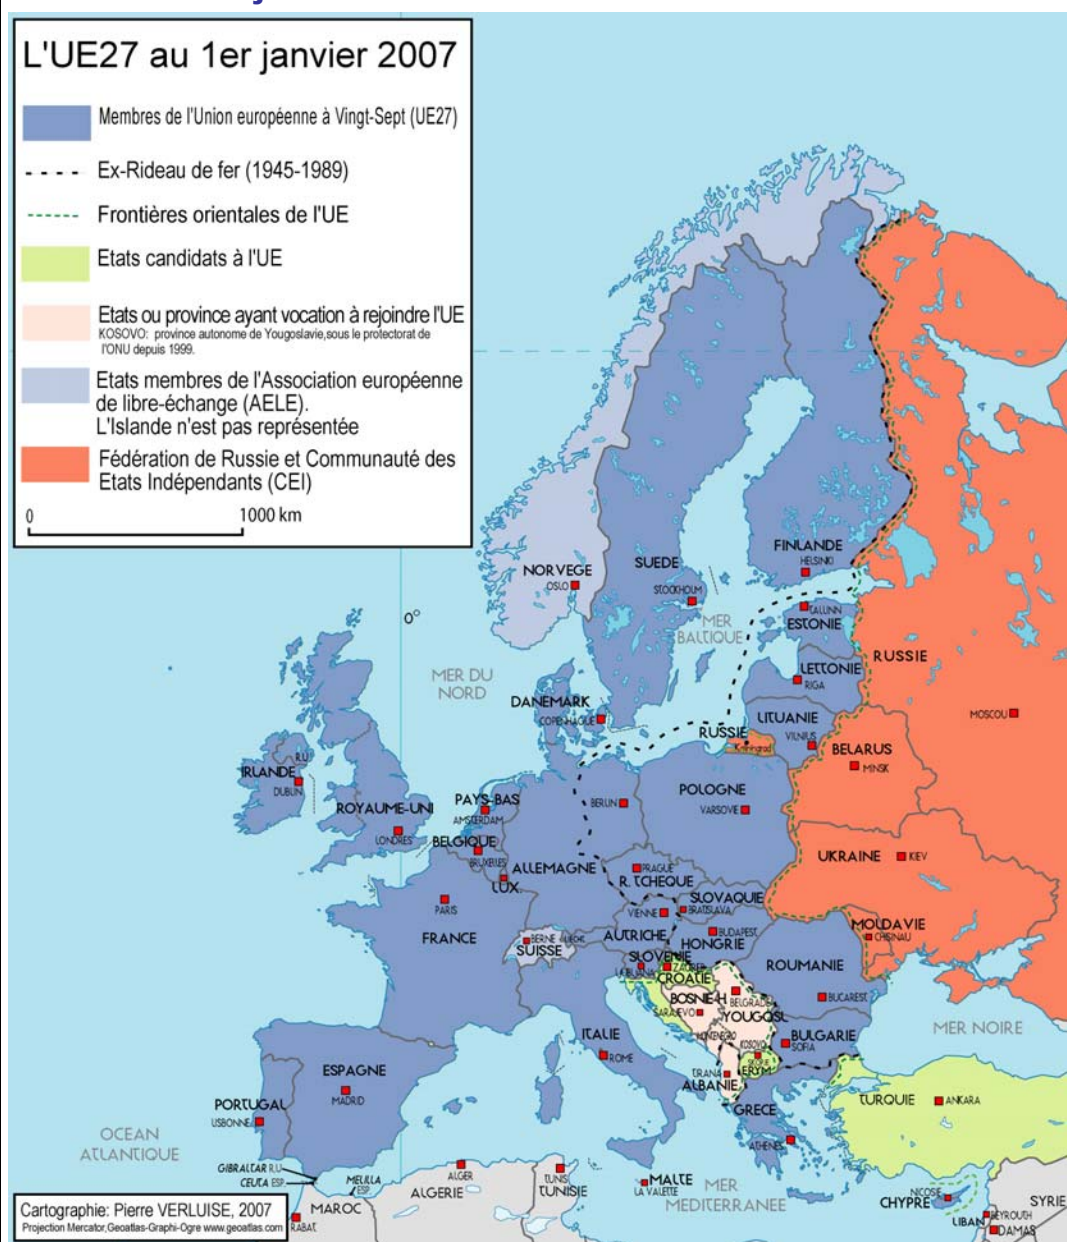 L'UE27 au 1er janvier 2007
Membres de l'Union européenne à Vingt-Sept (UE27)
Ex-Rideau de fer (1945-1989)
Frontières orientales de l'UE
Etats candidats à l'UE
Etats ou province ayant vocation à rejoindre l'UE
KOSOVO: province autonome de Yougoslavie,sous le protectorat de
l'ONU depuis 1999.
Etats membres de l'Association européenne
de libre-échange (AELE).
L'Islande n'est pas représentée
Fédération de Russie et Communauté des
Etats Indépendants (CEI)
0 1000 km
FINLANDE
HELSINKI
NORVEGE
OSLO
SUEDE
STOCKHOLM
0°
TALLINN
ESTONIE
MER
BALTIQUE
RUSSIE
LETTONIE
RIGA
MER DU
NORD
DANEMARK
COPENHAGUE
LITUANIE
VILNIUS
MOSCOU
RUSSIE
BELARUS
MINSK
R.U
IRLANDE
DUBLIN
ROYAUME-UNI
LONDRES
PAYS-BAS
AMSTERDAM
BERLIN
POLOGNE
VARSOVIE
BELGIQUE
BRUXELLES
ALLEMAGNE
LUX.
PRAGUE
R. TCHEQUE
UKRAINE
KIEV
SLOVAQUIE
BRATISLAVA
PARIS
FRANCE
VIENNE
AUTRICHE
BUDAPEST
HONGRIE
MOLDAVIE
CHISINAU
BERNE
SUISSE
SLOVENIE
ZAGREB
CROATIE
ROUMANIE
BUCAREST
BOSNIE-H
SARAJEVO
BELGRADE
YOUGOSL
MONTENEGRO
KOSOVO
BULGARIE
SOFIA
MER NOIRE
ITALIE
ROME
SKOPJE
ERYM
TIRANA
ALBANIE
ESPAGNE
MADRID
PORTUGAL
LISBONNE
GRECE
ATHENES
TURQUIE
ANKARA
OCEAN
ATLANTIQUE
GIBRALTAR R.U
CEUTA ESP.
MELILLA
ESP.
ALGER
ALGERIE
TUNIS
TUNISIE
MALTE
LA VALETTE
MER
MEDITERRANEE
NICOSIE
CHYPRE
SYRIE
LIBAN
BEYROUTH
DAMAS
MAROC
RABAT
Cartographie: Pierre VERLUISE, 2007
Projection Mercator,Geoatlas-Graphi-Ogre www.geoatlas.com